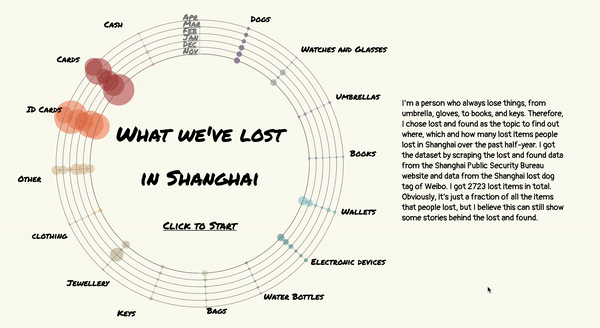 Cash
Dogs
Apr
Mar
Feb
Jan
Dec
Nov
Watches and Glasses
Cards
Umbrellas
ID Cards
Books
Other
Wallets
clothing
Electronic devices
Jewellery
Water Bottles
Keys
Bags
What we've lost
in Shanghai
Click to Start
I'm a person who always lose things, from
umbrella, gloves, to books, and keys. Therefore,
I chose lost and found as the topic to find out
where, which and how many lost items people
lost in Shanghai over the past half-year. I got
the dataset by scraping the lost and found data
from the Shanghai Public Security Bureau
website and data from the Shanghai lost dog
tag of Weibo. I got 2723 lost items in total.
Obviously, it's just a fraction of all the items
that people lost, but I believe this can still show
some stories behind the lost and found.